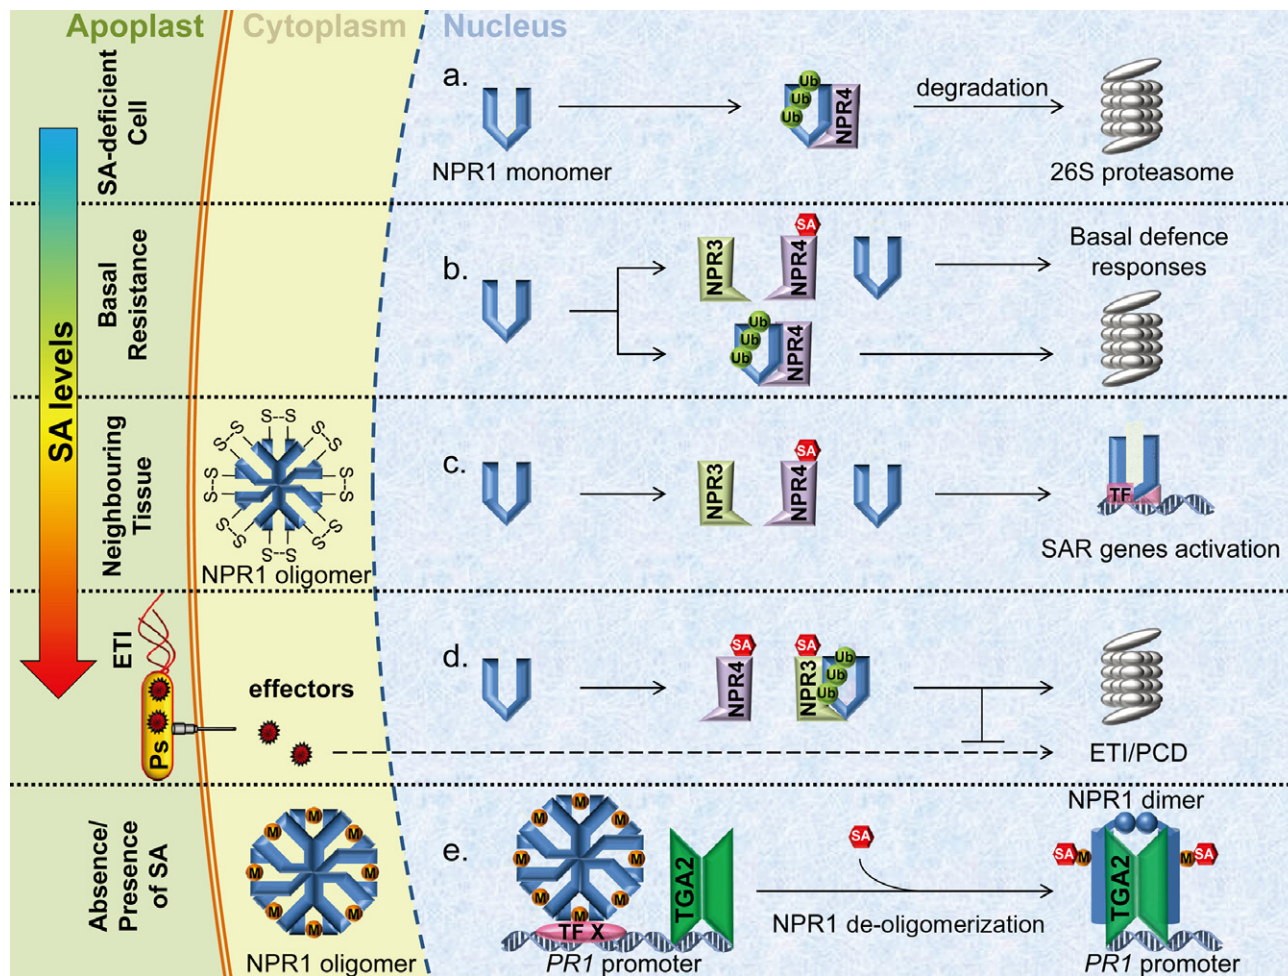 Apoplast Cytoplasm Nucleus
SA levels
SA-deficient
Cell
a.
NPR1 monomer
Ub
Ub
Ub
NPR4
degradation
26S proteasome
Basal
Resistance
b.
NPR3
SA
NPR4
Basal defence
responses
Ub
Ub
Ub
NPR4
Neighbouring
Tissue
S--S
S--S
S--S
S--S
S--S
S--S
S--S
S--S
NPR1 oligomer
c.
NPR3
SA
NPR4
TF
SAR genes activation
ETI
Ps
effectors
d.
SA
NPR4
SA
NPR3
Ub
Ub
Ub
ETI/PCD
Absence/
Presence
of SA
M
M
M
M
M
M
M
M
NPR1 oligomer
e.
M
M
M
M
M
M
M
M
TF X
TGA2
PR1 promoter
SA
NPR1 de-oligomerization
NPR1 dimer
SA
M
TGA2
M
SA
PR1 promoter